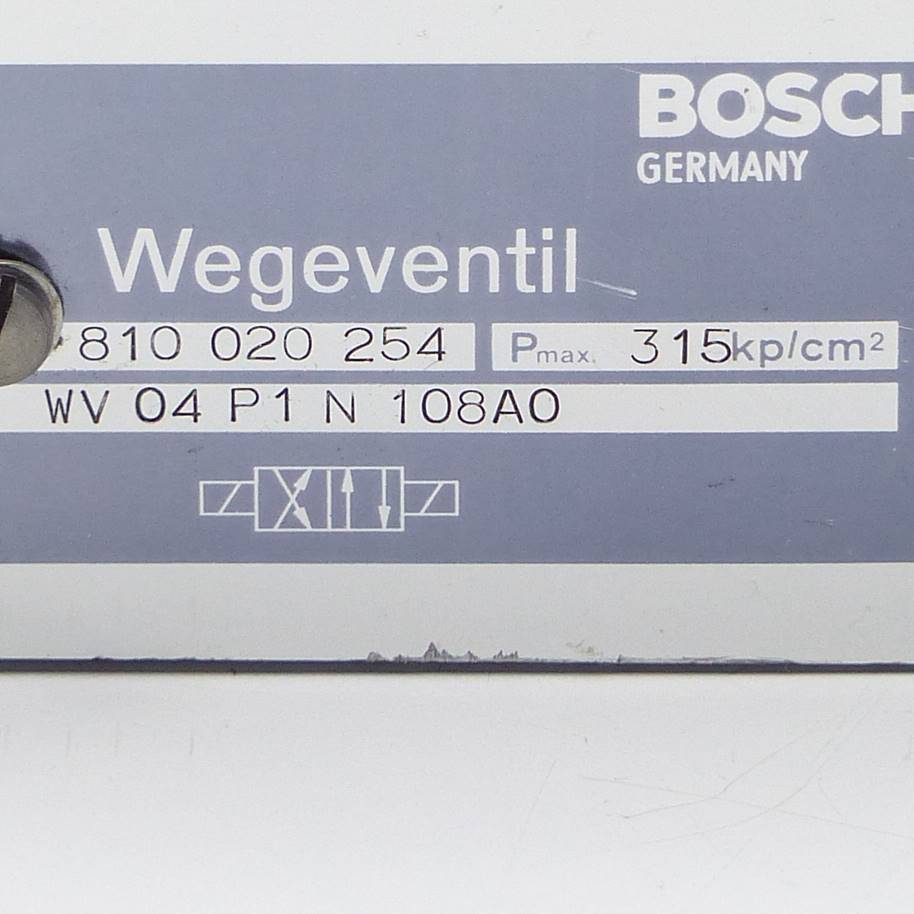 BOSCH
GERMANY
Wegeventil
810 020 254 Pmax. 315kp/cm²
WV 04 P1 N 108A0